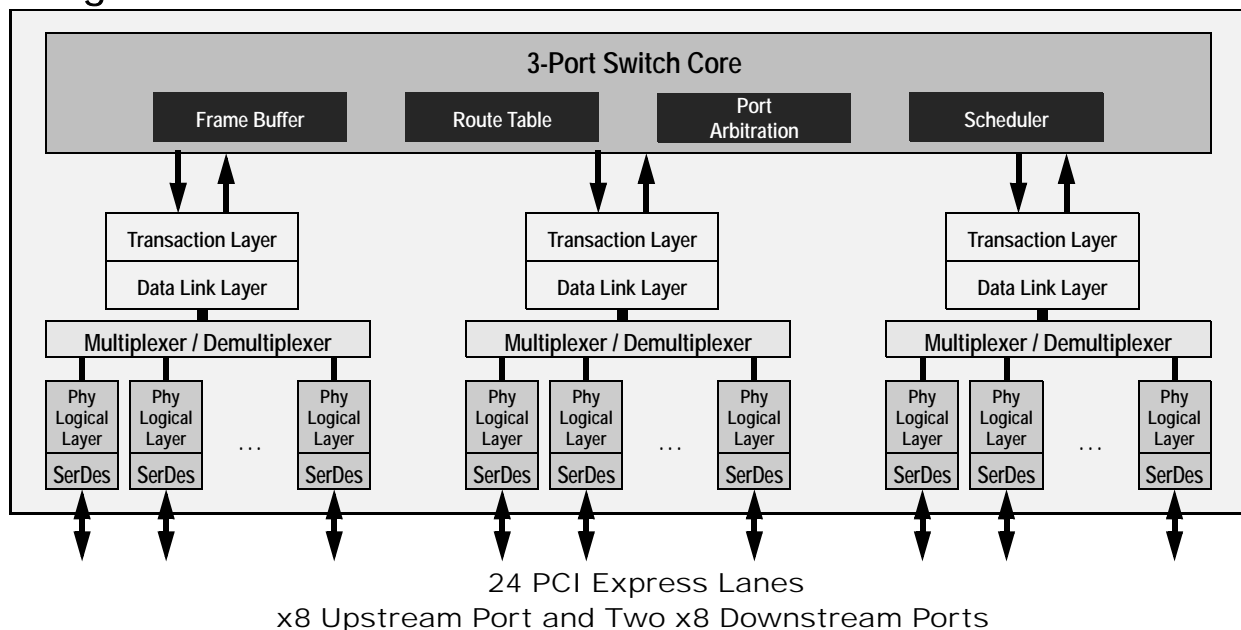 3-Port Switch Core
Frame Buffer
Route Table
Port
Arbitration
Scheduler
Transaction Layer
Data Link Layer
Multiplexer / Demultiplexer
Phy
Logical
Layer
SerDes
Phy
Logical
Layer
SerDes
...
Phy
Logical
Layer
SerDes
Transaction Layer
Data Link Layer
Multiplexer / Demultiplexer
Phy
Logical
Layer
SerDes
Phy
Logical
Layer
SerDes
...
Phy
Logical
Layer
SerDes
Transaction Layer
Data Link Layer
Multiplexer / Demultiplexer
Phy
Logical
Layer
SerDes
Phy
Logical
Layer
SerDes
...
Phy
Logical
Layer
SerDes
24 PCI Express Lanes
x8 Upstream Port and Two x8 Downstream Ports